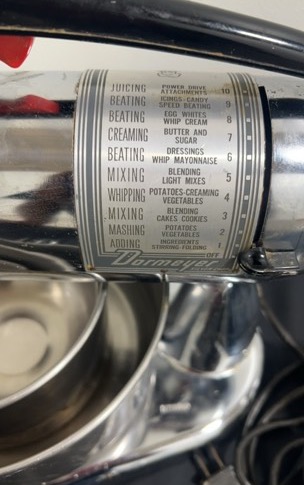 JUICING POWER DRIVE
ATTACHMENTS 10
BEATING ICINGS-CANDY
SPEED BEATING 9
BEATING EGG WHITES
WHIP CREAM 8
CREAMING BUTTER AND
SUGAR 7
BEATING DRESSINGS
WHIP MAYONNAISE 6
MIXING BLENDING
LIGHT MIXES 5
WHIPPING POTATOES-CREAMING
VEGETABLES 4
MIXING BLENDING
CAKES COOKIES 3
MASHING POTATOES
VEGETABLES 2
ADDING INGREDIENTS
STIRRING-FOLDING 1
OFF
Dormeyer